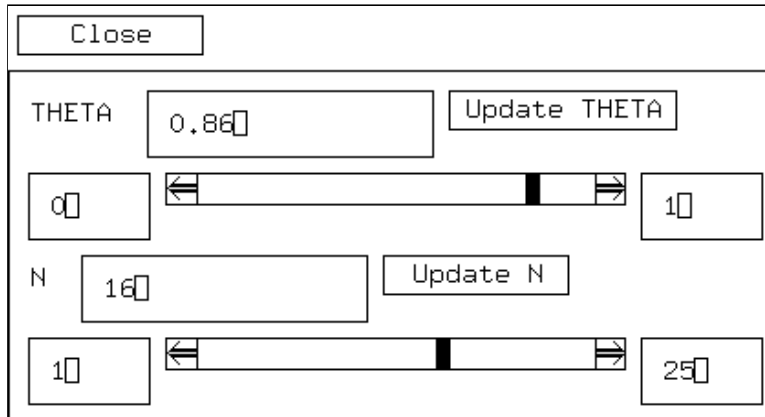 Close
THETA 0.86 Update THETA
0 1
N 16 Update N
1 25